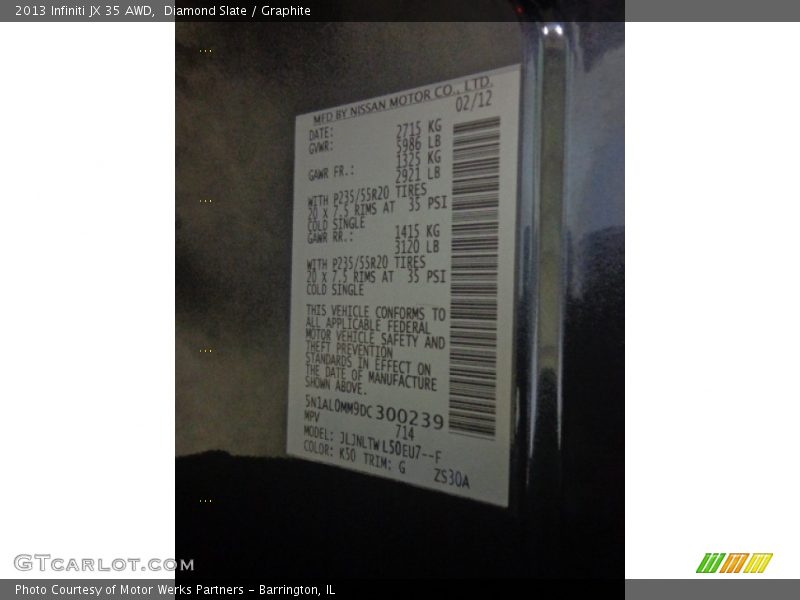 2013 Infiniti JX 35 AWD,  Diamond Slate / Graphite
MFD BY NISSAN MOTOR CO., LTD.
DATE: 02/12
GVWR: 2715 KG
5986 LB
GAWR FR.: 1325 KG
2921 LB
WITH P235/55R20 TIRES
20 X 7.5 RIMS AT 35 PSI
COLD SINGLE
GAWR RR.: 1415 KG
3120 LB
WITH P235/55R20 TIRES
20 X 7.5 RIMS AT 35 PSI
COLD SINGLE
THIS VEHICLE CONFORMS TO
ALL APPLICABLE FEDERAL
MOTOR VEHICLE SAFETY AND
THEFT PREVENTION
STANDARDS IN EFFECT ON
THE DATE OF MANUFACTURE
SHOWN ABOVE.
5N1AL0MM9DC300239
MPV 714
MODEL: JLJNLTWL50EU7--F
COLOR: K50 TRIM: G ZS30A
GTcarlot.com
Photo Courtesy of Motor Werks Partners - Barrington, IL